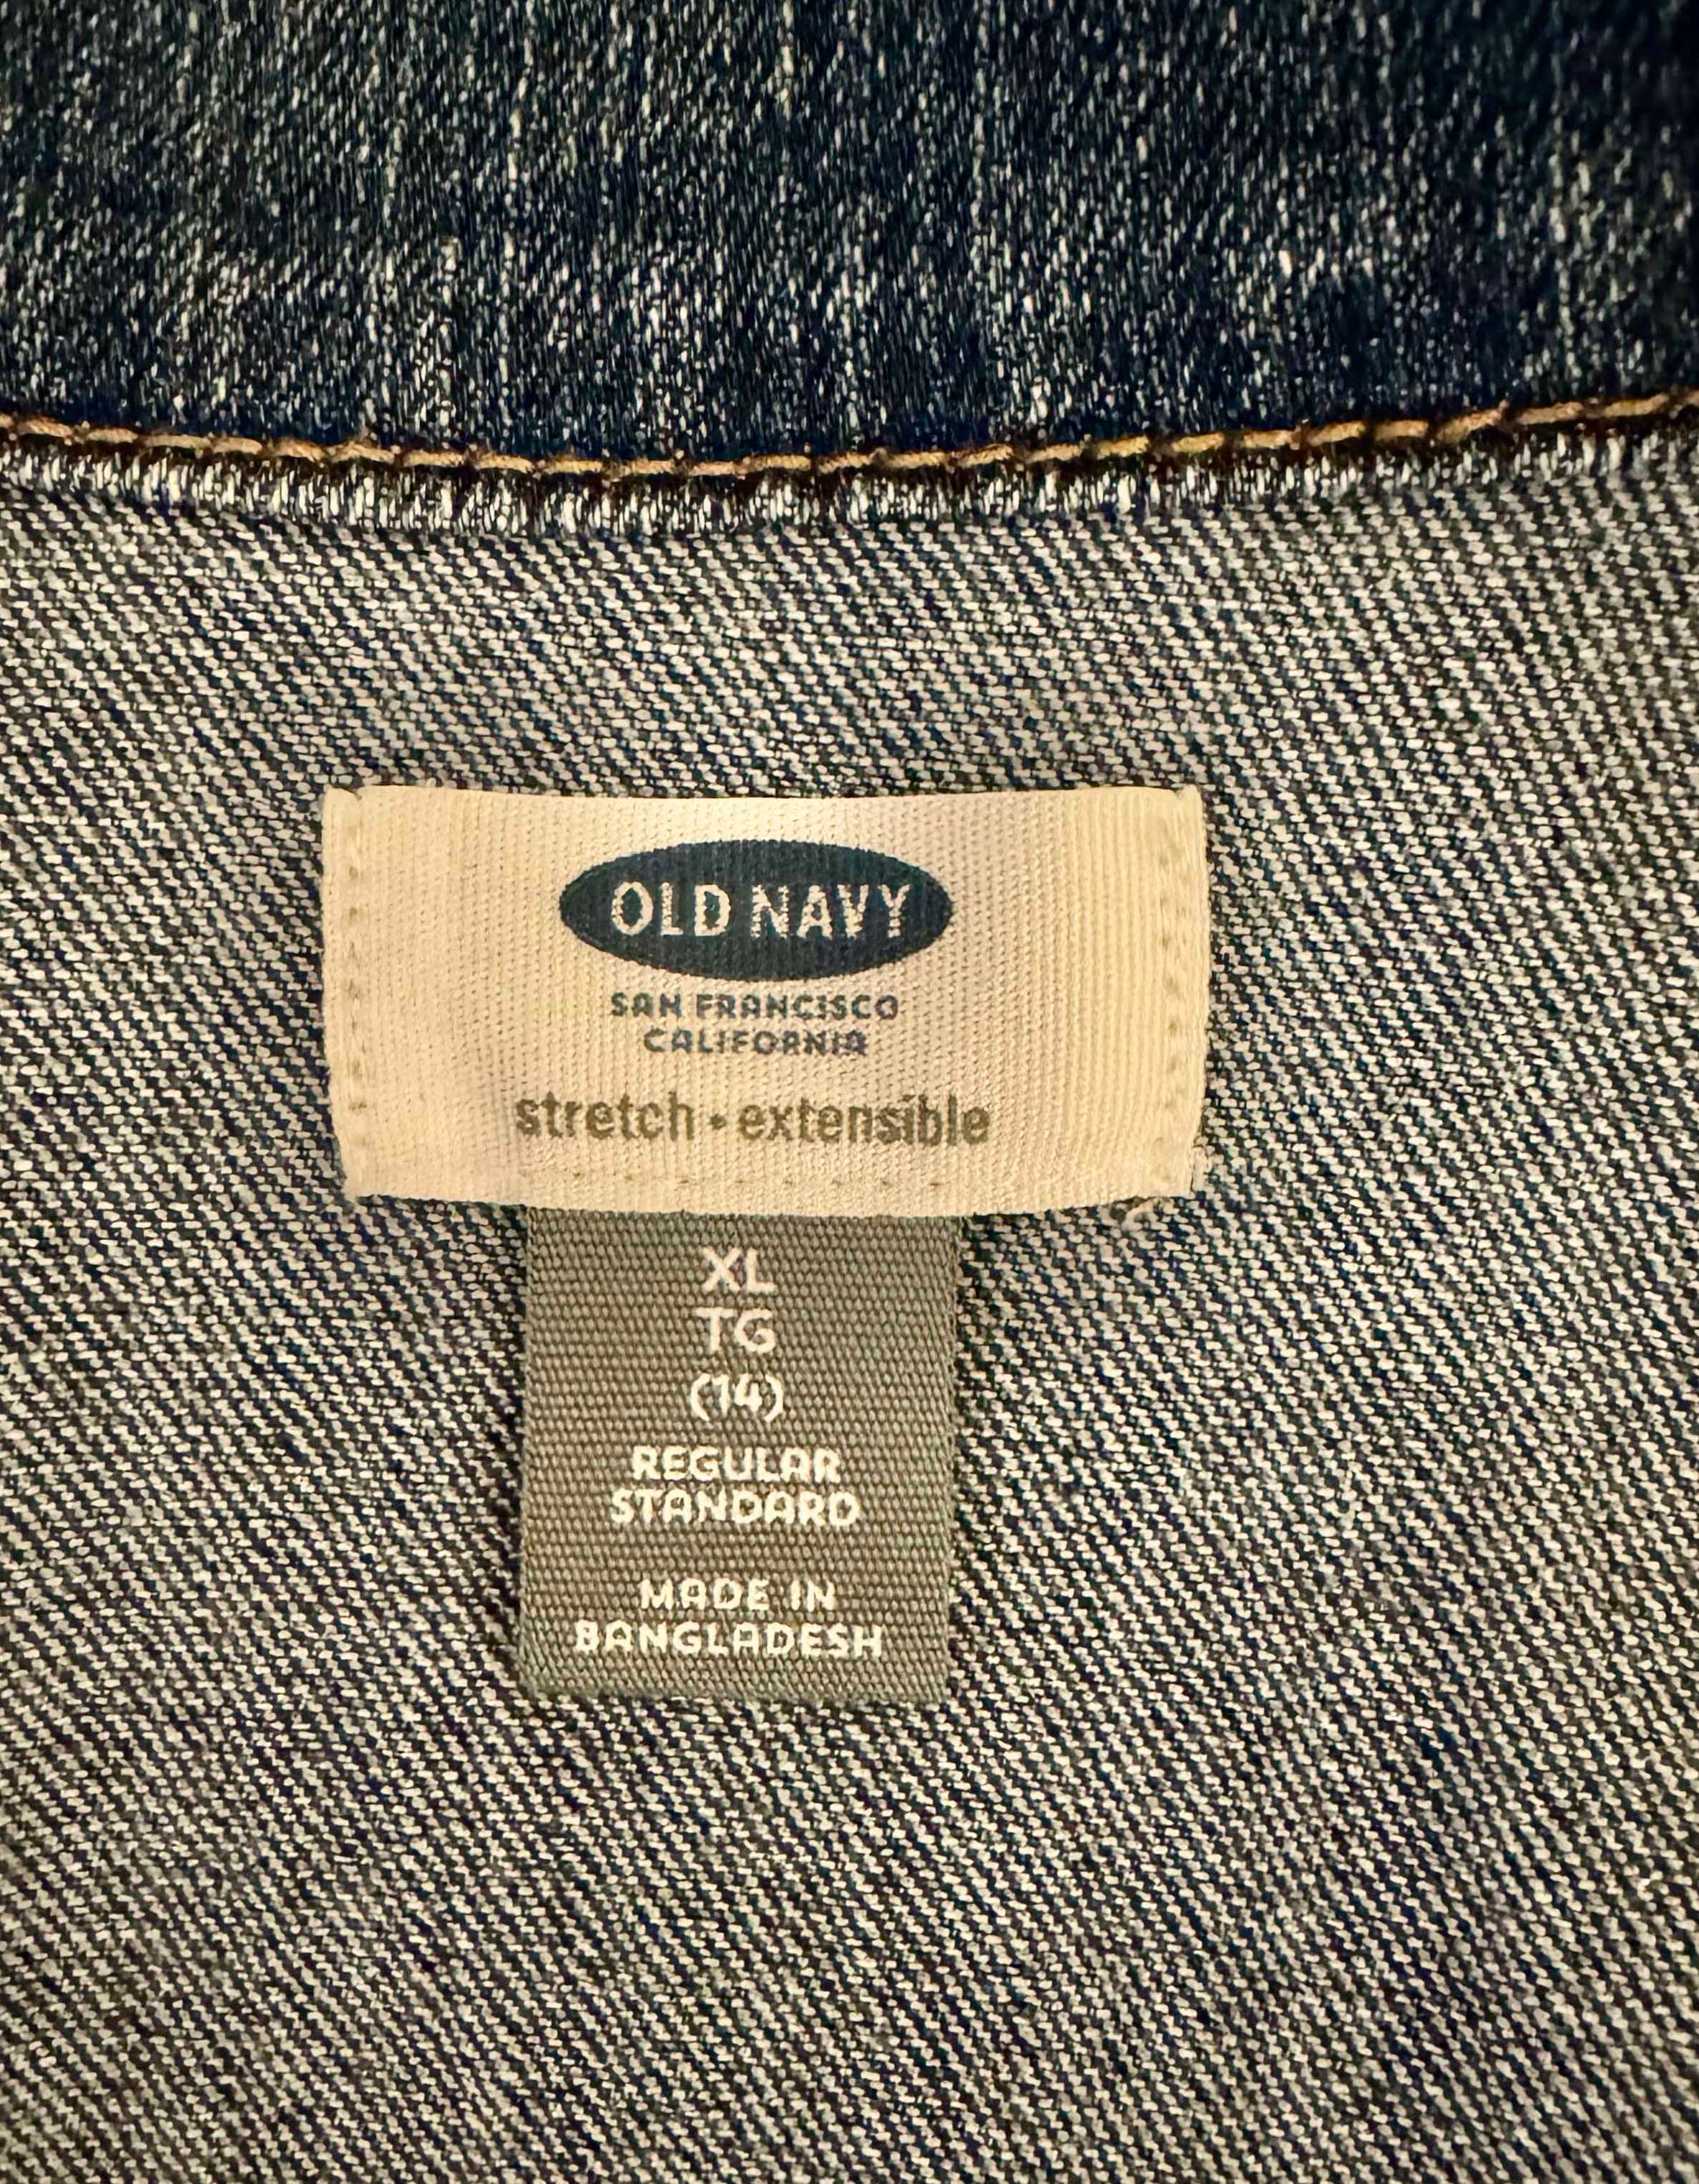 OLD NAVY
SAN FRANCISCO
CALIFORNIA
stretch • extensible
XL
TG
(14)
REGULAR
STANDARD
MADE IN
BANGLADESH